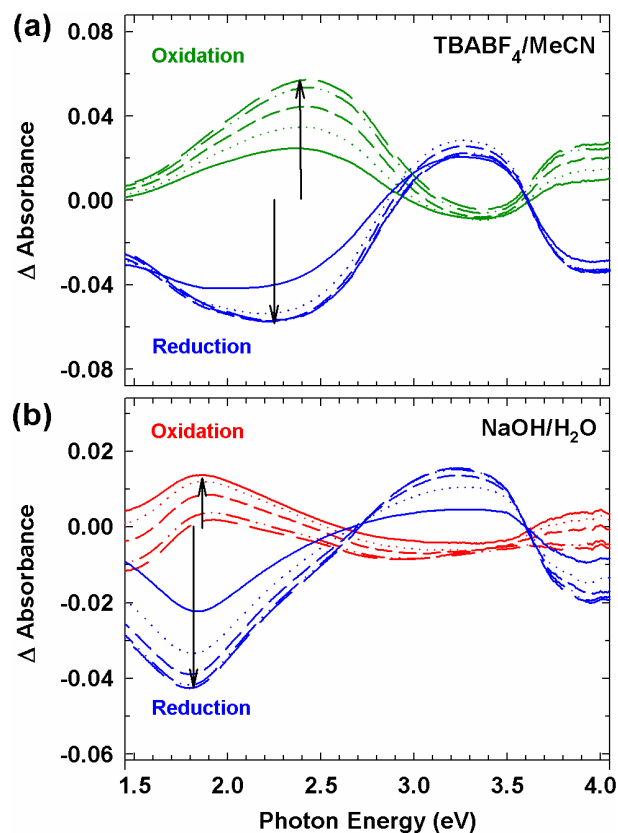 (a)
0.08
TBABF4/MeCN
Oxidation
0.04
0.00
-0.04
-0.08
Δ Absorbance
Reduction
(b)
0.02
NaOH/H2O
Oxidation
0.00
-0.02
-0.04
-0.06
Δ Absorbance
Reduction
1.5 2.0 2.5 3.0 3.5 4.0
Photon Energy (eV)